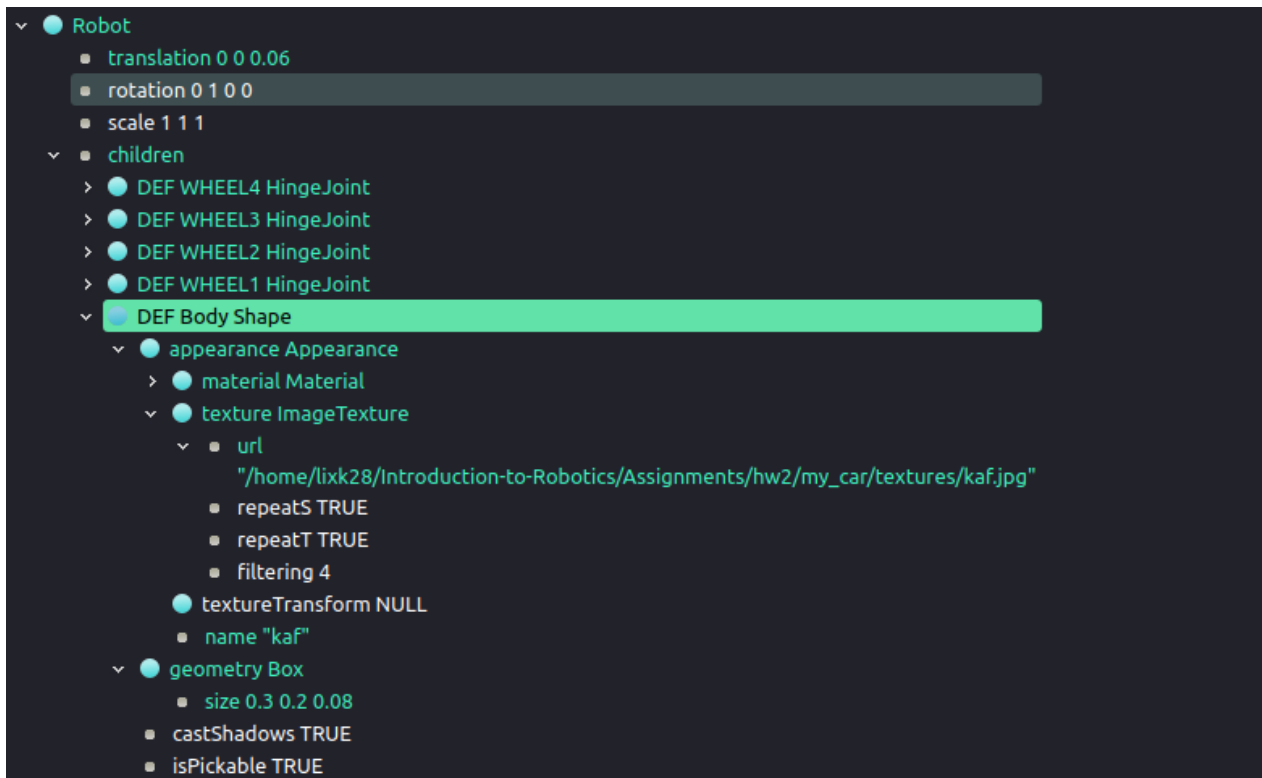 Robot
translation 0 0 0.06
rotation 0 1 0 0
scale 1 1 1
children
DEF WHEEL4 HingeJoint
DEF WHEEL3 HingeJoint
DEF WHEEL2 HingeJoint
DEF WHEEL1 HingeJoint
DEF Body Shape
appearance Appearance
material Material
texture ImageTexture
url
"/home/lixk28/Introduction-to-Robotics/Assignments/hw2/my_car/textures/kaf.jpg"
repeatS TRUE
repeatT TRUE
filtering 4
textureTransform NULL
name "kaf"
geometry Box
size 0.3 0.2 0.08
castShadows TRUE
isPickable TRUE